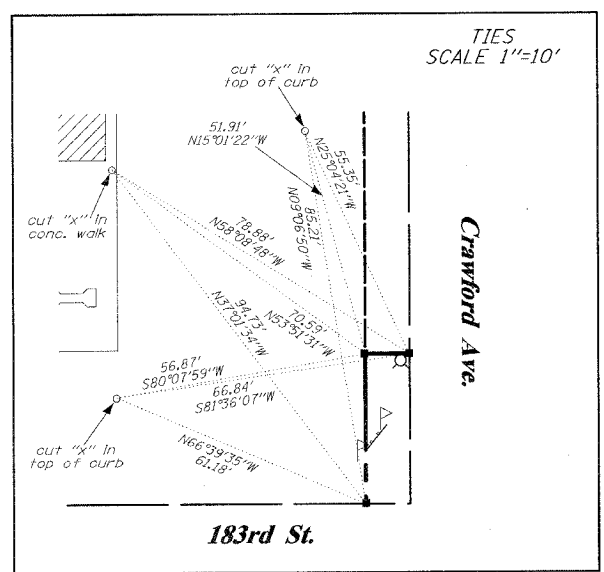 TIES
SCALE 1"=10'
cut "x" in
top of curb
51.91'
N15°01'22"W
55.35'
N25°04'21"W
85.21'
N09°06'50"W
cut "x" in
conc. walk
78.88'
N58°08'48"W
Crawford Ave.
94.73'
N37°01'34"W
70.59'
N53°51'31"W
56.87'
S80°07'59"W
66.84'
S81°36'07"W
cut "x" in
top of curb
N66°39'35"W
61.18'
183rd St.